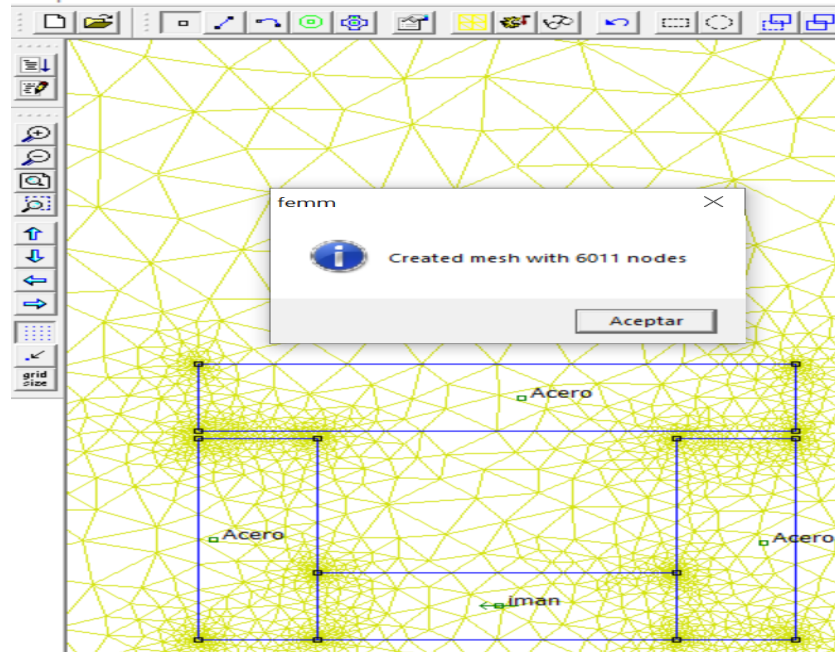 femm
Created mesh with 6011 nodes
Aceptar
grid
size
Acero
Acero
Acero
iman